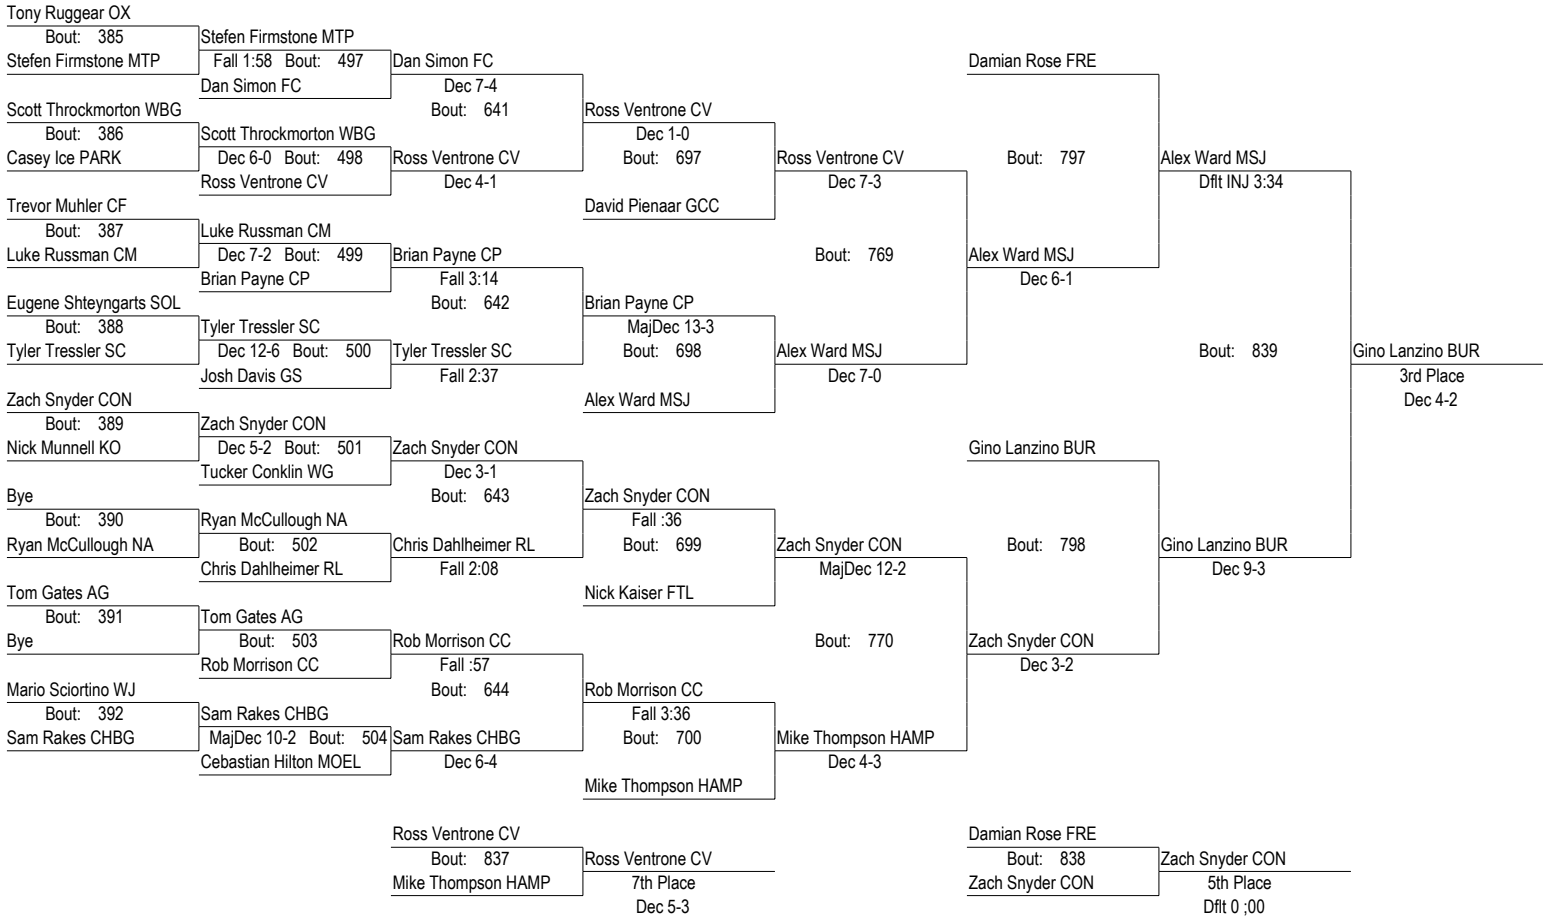 Tony Ruggear OX
Bout: 385
Stefen Firmstone MTP
Stefen Firmstone MTP
Fall 1:58 Bout: 497
Dan Simon FC
Dan Simon FC
Dec 7-4
Bout: 641
Scott Throckmorton WBG
Bout: 386
Casey Ice PARK
Scott Throckmorton WBG
Dec 6-0 Bout: 498
Ross Ventrone CV
Ross Ventrone CV
Dec 4-1
Ross Ventrone CV
Dec 1-0
Bout: 697
David Pienaar GCC
Ross Ventrone CV
Dec 7-3
Bout: 769
Trevor Muhler CF
Bout: 387
Luke Russman CM
Luke Russman CM
Dec 7-2 Bout: 499
Brian Payne CP
Brian Payne CP
Fall 3:14
Bout: 642
Eugene Shteyngarts SOL
Bout: 388
Tyler Tressler SC
Tyler Tressler SC
Dec 12-6 Bout: 500
Josh Davis GS
Tyler Tressler SC
Fall 2:37
Brian Payne CP
MajDec 13-3
Bout: 698
Alex Ward MSJ
Alex Ward MSJ
Dec 7-0
Damian Rose FRE
Bout: 797
Alex Ward MSJ
Dec 6-1
Alex Ward MSJ
Dflt INJ 3:34
Bout: 839
Gino Lanzino BUR
3rd Place
Dec 4-2
Zach Snyder CON
Bout: 389
Nick Munnell KO
Zach Snyder CON
Dec 5-2 Bout: 501
Tucker Conklin WG
Zach Snyder CON
Dec 3-1
Bout: 643
Bye
Bout: 390
Ryan McCullough NA
Ryan McCullough NA
Bout: 502
Chris Dahlheimer RL
Chris Dahlheimer RL
Fall 2:08
Zach Snyder CON
Fall :36
Bout: 699
Nick Kaiser FTL
Zach Snyder CON
MajDec 12-2
Bout: 770
Tom Gates AG
Bout: 391
Bye
Tom Gates AG
Bout: 503
Rob Morrison CC
Rob Morrison CC
Fall :57
Bout: 644
Mario Sciortino WJ
Bout: 392
Sam Rakes CHBG
Sam Rakes CHBG
MajDec 10-2 Bout: 504
Cebastian Hilton MOEL
Sam Rakes CHBG
Dec 6-4
Rob Morrison CC
Fall 3:36
Bout: 700
Mike Thompson HAMP
Mike Thompson HAMP
Dec 4-3
Gino Lanzino BUR
Bout: 798
Zach Snyder CON
Dec 3-2
Gino Lanzino BUR
Dec 9-3
Ross Ventrone CV
Bout: 837
Mike Thompson HAMP
Ross Ventrone CV
7th Place
Dec 5-3
Damian Rose FRE
Bout: 838
Zach Snyder CON
Zach Snyder CON
5th Place
Dflt 0 ;00